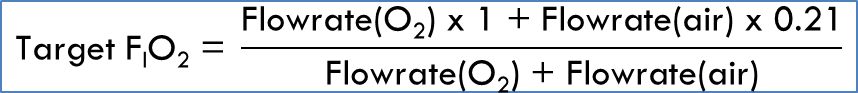 Target FIO2 = Flowrate(O2) x 1 + Flowrate(air) x 0.21
Flowrate(O2) + Flowrate(air)